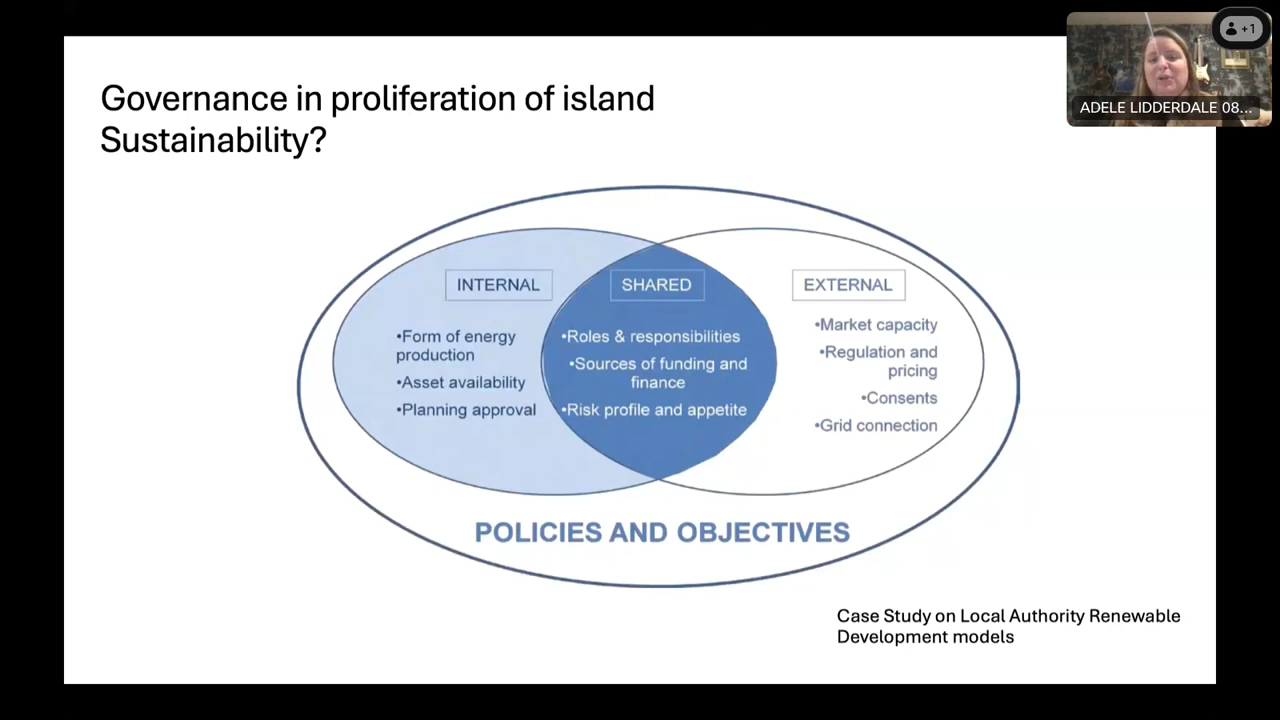 Governance in proliferation of island
Sustainability?
+1
ADELE LIDDERDALE 08...
INTERNAL
•Form of energy
production
•Asset availability
•Planning approval
SHARED
•Roles & responsibilities
•Sources of funding and
finance
•Risk profile and appetite
EXTERNAL
•Market capacity
•Regulation and
pricing
•Consents
•Grid connection
POLICIES AND OBJECTIVES
Case Study on Local Authority Renewable
Development models